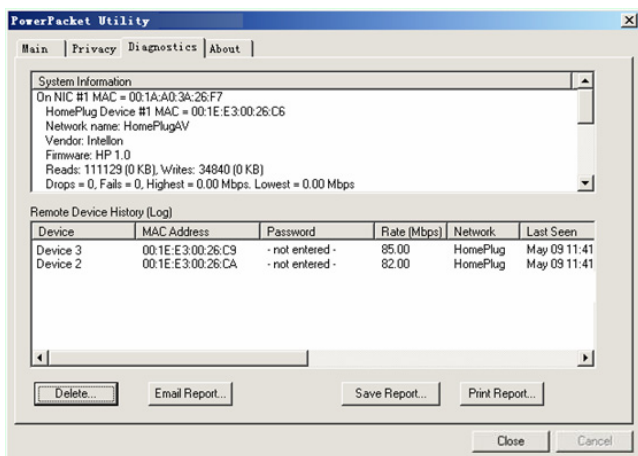 PowerPacket Utility
Main Privacy Diagnostics About
System Information
On NIC #1 MAC = 00:1A:A0:3A:26:F7
HomePlug Device #1 MAC = 00:1E:E3:00:26:C6
Network name: HomePlugAV
Vendor: Intellon
Firmware: HP 1.0
Reads: 111129 (0 KB), Writes: 34840 (0 KB)
Drops = 0, Fails = 0, Highest = 0.00 Mbps. Lowest = 0.00 Mbps
Remote Device History (Log)
Device MAC Address Password Rate (Mbps) Network Last Seen
Device 3 00:1E:E3:00:26:C9 - not entered - 85.00 HomePlug May 09 11:41
Device 2 00:1E:E3:00:26:CA - not entered - 82.00 HomePlug May 09 11:41
Delete... Email Report... Save Report... Print Report...
Close Cancel